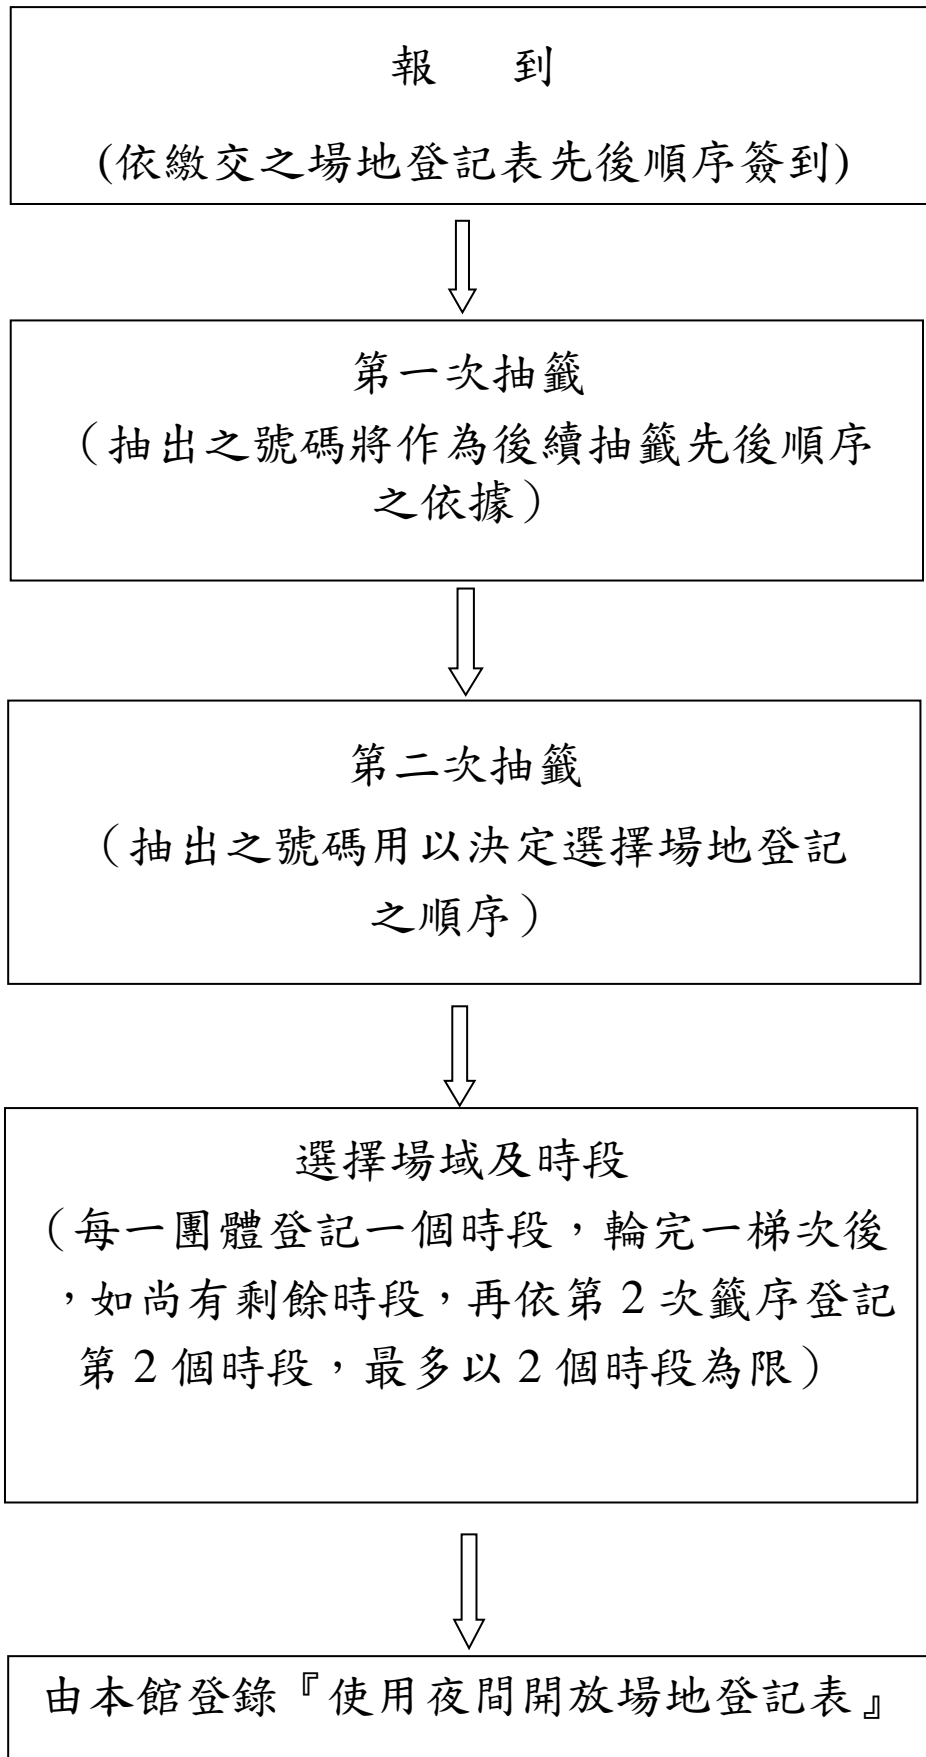 報 到
(依繳交之場地登記表先後順序簽到)
第一次抽籤
（抽出之號碼將作為後續抽籤先後順序
之依據）
第二次抽籤
（抽出之號碼用以決定選擇場地登記
之順序）
選擇場域及時段
（每一團體登記一個時段，輪完一梯次後
，如尚有剩餘時段，再依第 2 次籤序登記
第 2 個時段，最多以 2 個時段為限）
由本館登錄『使用夜間開放場地登記表』